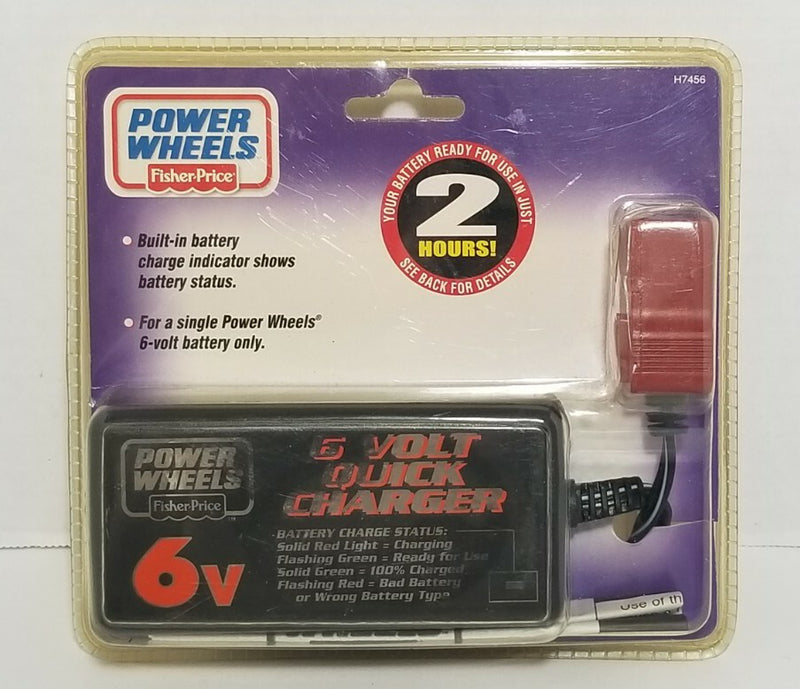 H7456
POWER
WHEELS
Fisher-Price
YOUR BATTERY READY FOR USE IN JUST
2
HOURS!
SEE BACK FOR DETAILS
• Built-in battery
charge indicator shows
battery status.
• For a single Power Wheels®
6-volt battery only.
POWER
WHEELS
Fisher-Price
6V
6 VOLT
QUICK
CHARGER
BATTERY CHARGE STATUS:
Solid Red Light = Charging
Flashing Green = Ready for Use
Solid Green = 100% Charged
Flashing Red = Bad Battery
or Wrong Battery Type
Use of th